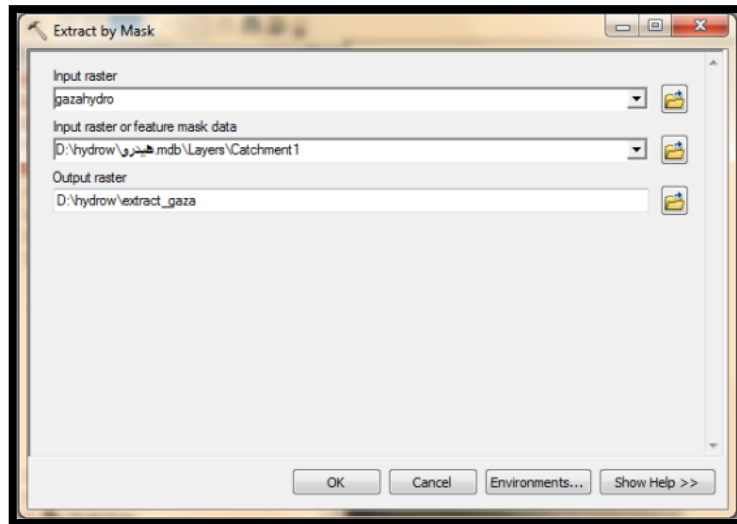 Extract by Mask
Input raster
gazahydro
Input raster or feature mask data
D:\hydrow\هيدرو.mdb\Layers\Catchment1
Output raster
D:\hydrow\extract_gaza
OK Cancel Environments... Show Help >>